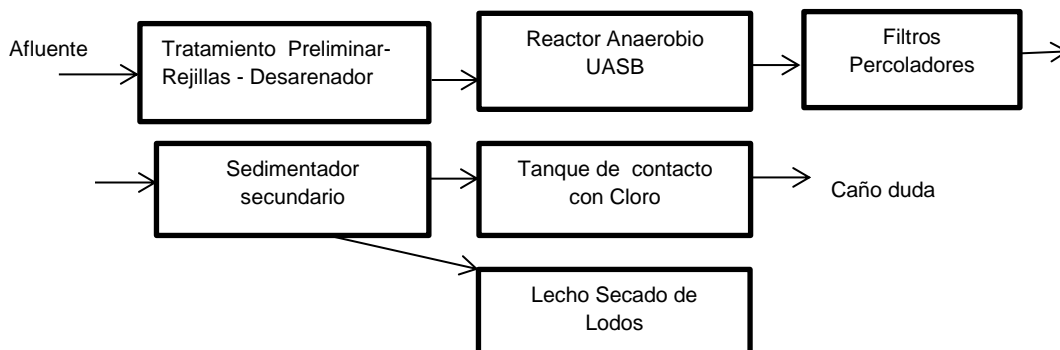 Afluente
Tratamiento Preliminar-
Rejillas - Desarenador
Reactor Anaerobio
UASB
Filtros
Percoladores
Sedimentador
secundario
Tanque de contacto
con Cloro
Caño duda
Lecho Secado de
Lodos